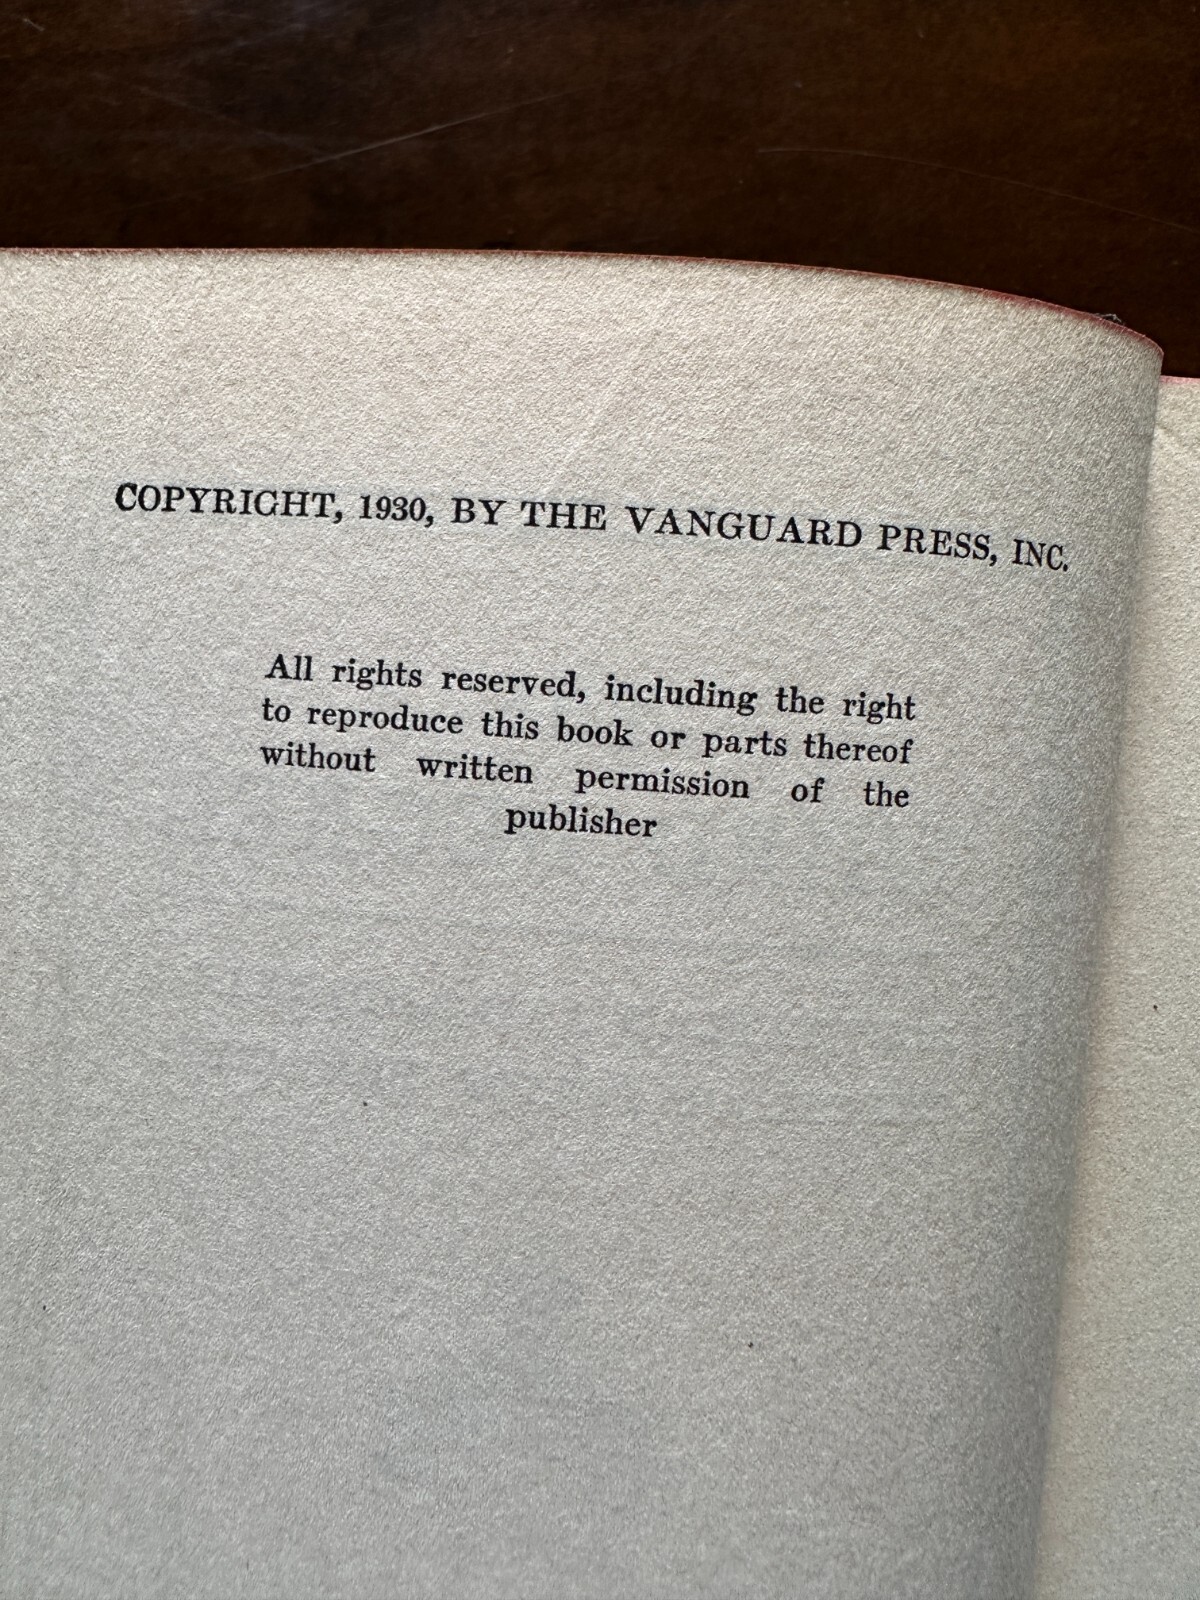 COPYRIGHT, 1930, BY THE VANGUARD PRESS, INC.
All rights reserved, including the right
to reproduce this book or parts thereof
without written permission of the
publisher